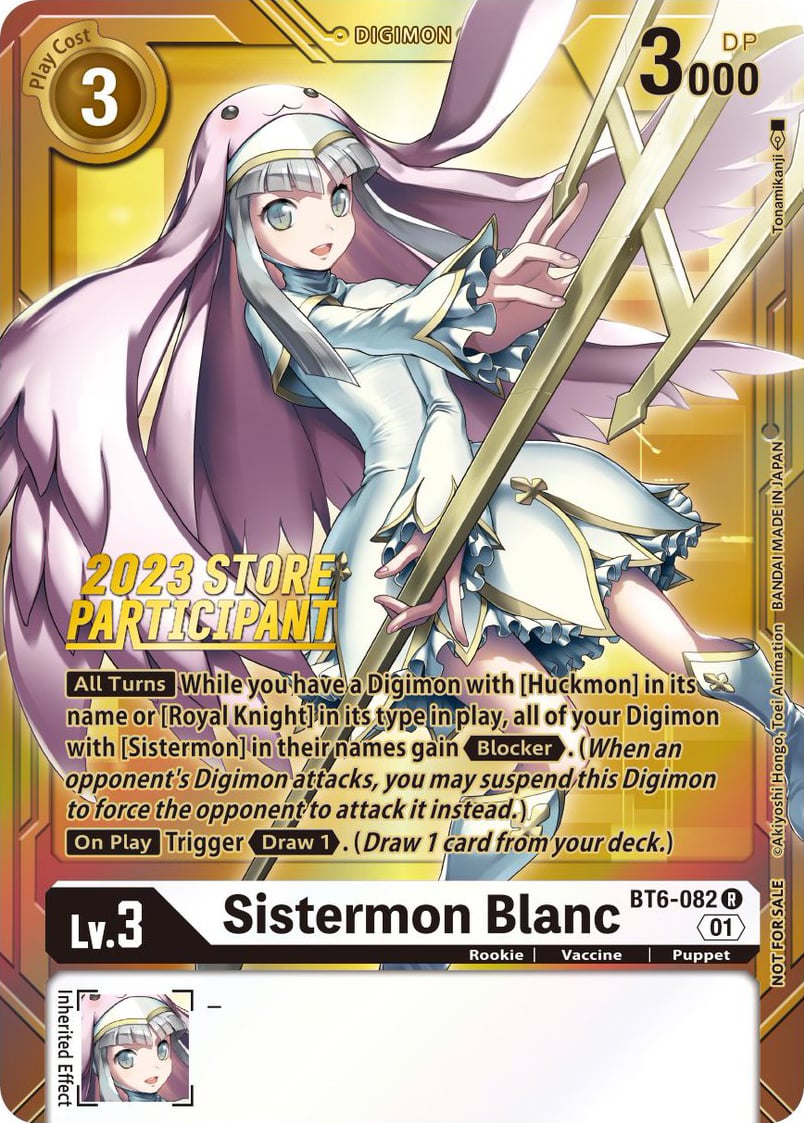 Play Cost
3
DIGIMON
DP
3000
Tonamikanji
2023 STORE
PARTICIPANT
All Turns While you have a Digimon with [Huckmon] in its
name or [Royal Knight] in its type in play, all of your Digimon
with [Sistermon] in their names gain Blocker. (When an
opponent's Digimon attacks, you may suspend this Digimon
to force the opponent to attack it instead.)
On Play Trigger Draw 1. (Draw 1 card from your deck.)
©Akiyoshi Hongo, Toei Animation BANDAI MADE IN JAPAN
NOT FOR SALE
Lv.3
Sistermon Blanc
BT6-082 R
01
Rookie | Vaccine | Puppet
Inherited Effect
–